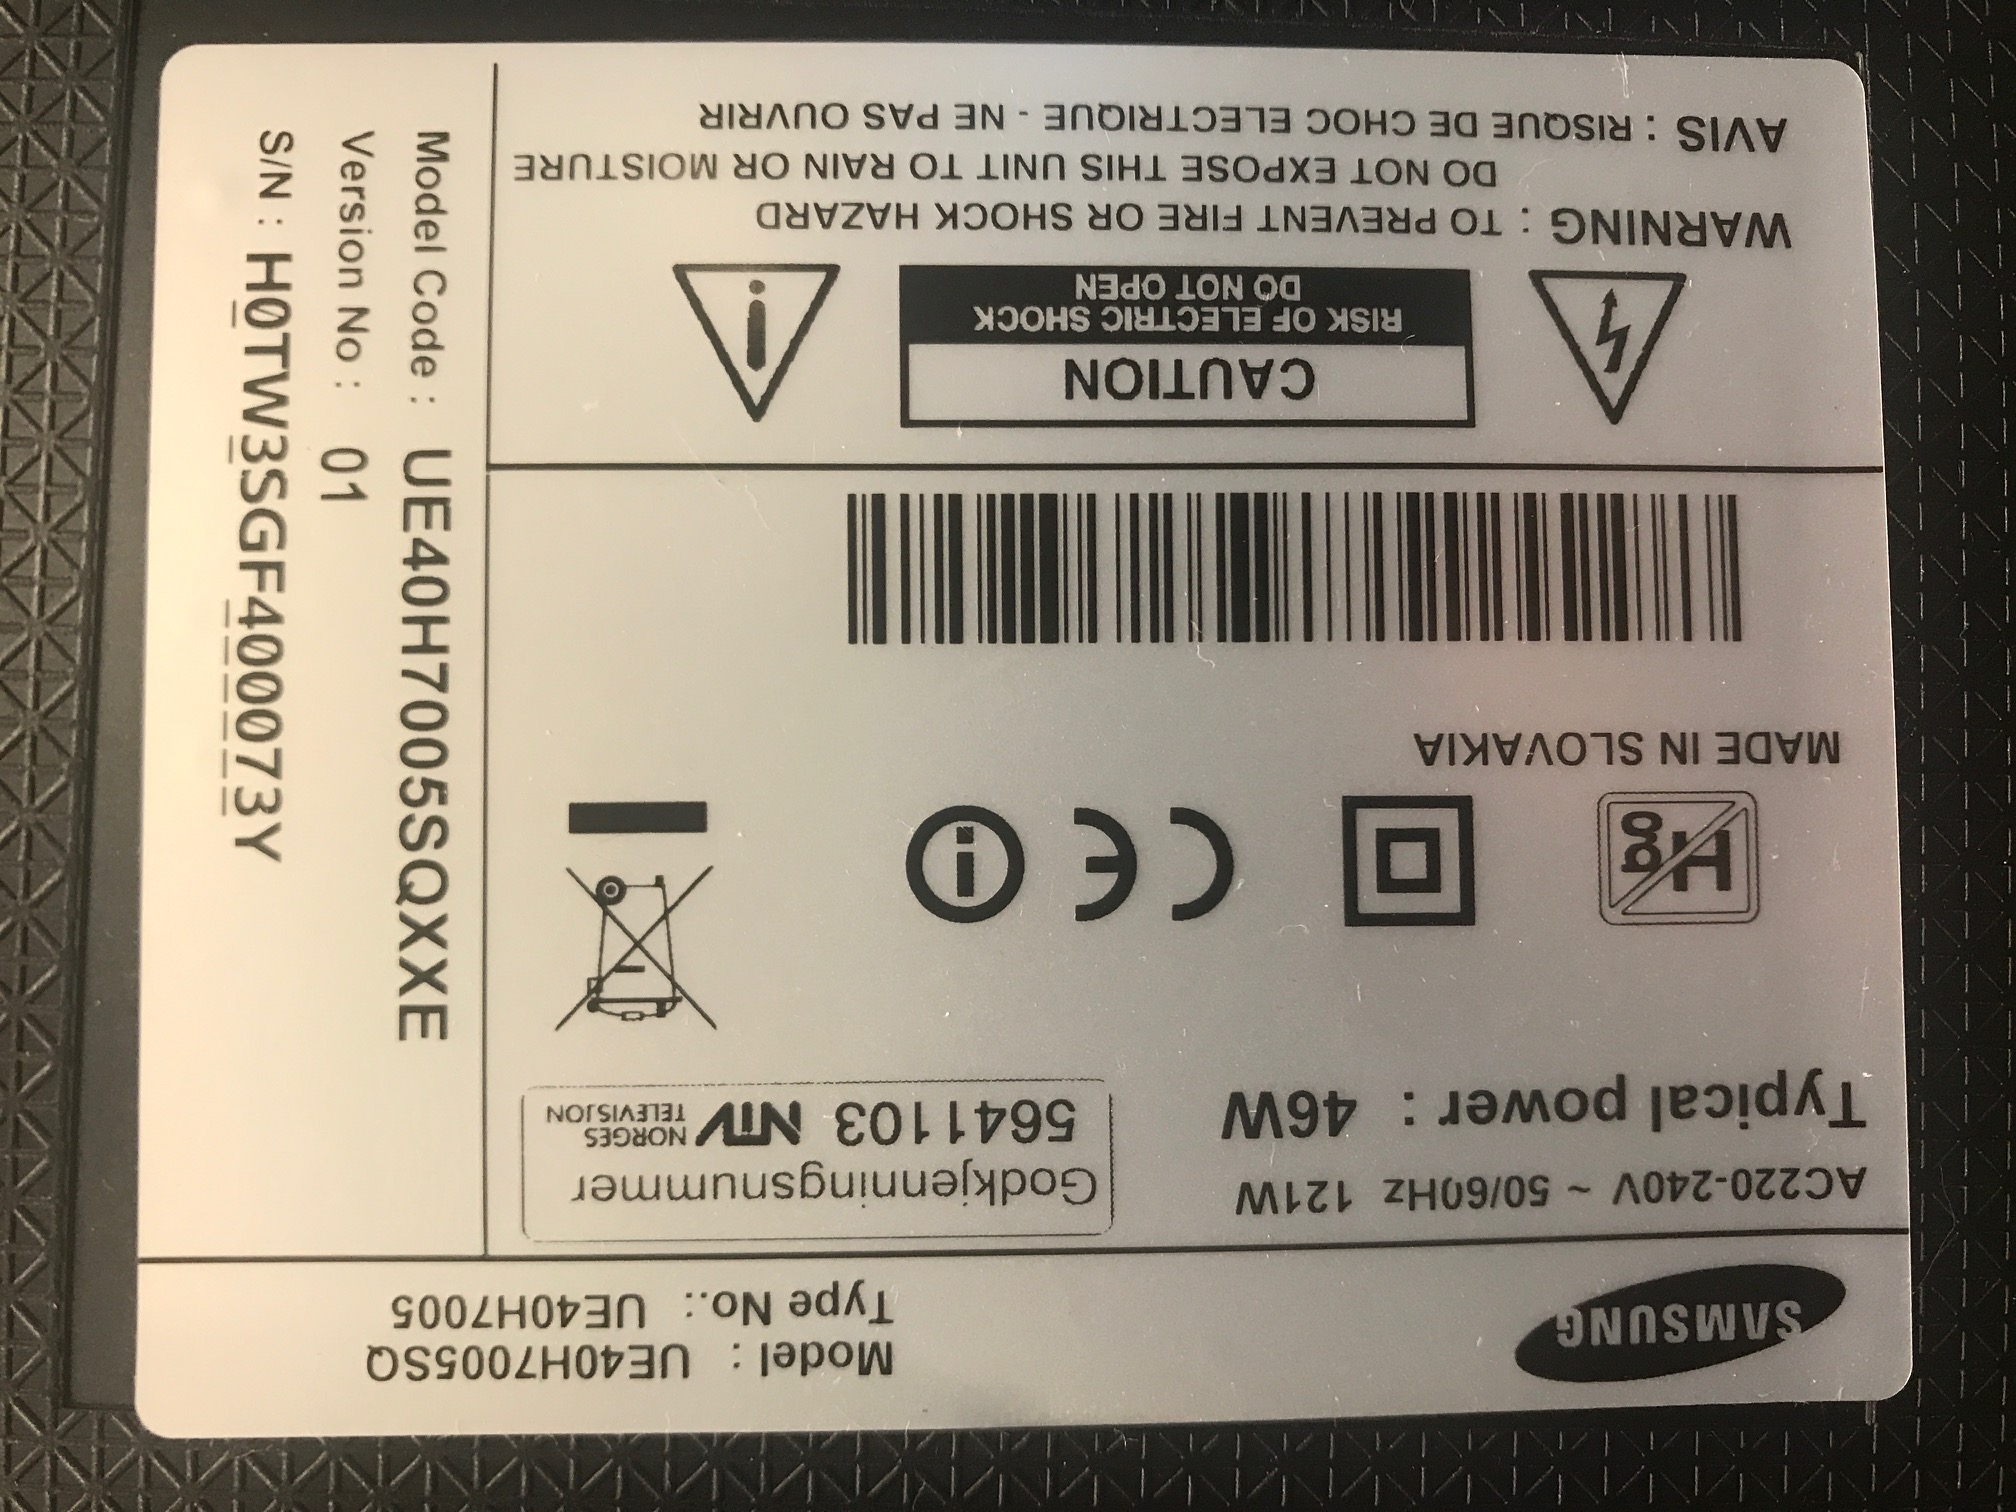 SAMSUNG
Model : UE40H7005SQ
Type No.: UE40H7005
AC220-240V ~ 50/60Hz 121W
Typical power : 46W
Godkjenningsnummer
5641103 NTV NORGES
TELEVISJON
Hg
CE i
MADE IN SLOVAKIA
CAUTION
RISK OF ELECTRIC SHOCK
DO NOT OPEN
i
WARNING : TO PREVENT FIRE OR SHOCK HAZARD
DO NOT EXPOSE THIS UNIT TO RAIN OR MOISTURE
AVIS : RISQUE DE CHOC ELECTRIQUE - NE PAS OUVRIR
Model Code : UE40H7005SQXXE
Version No : 01
S/N : H0TW3SGF400073Y